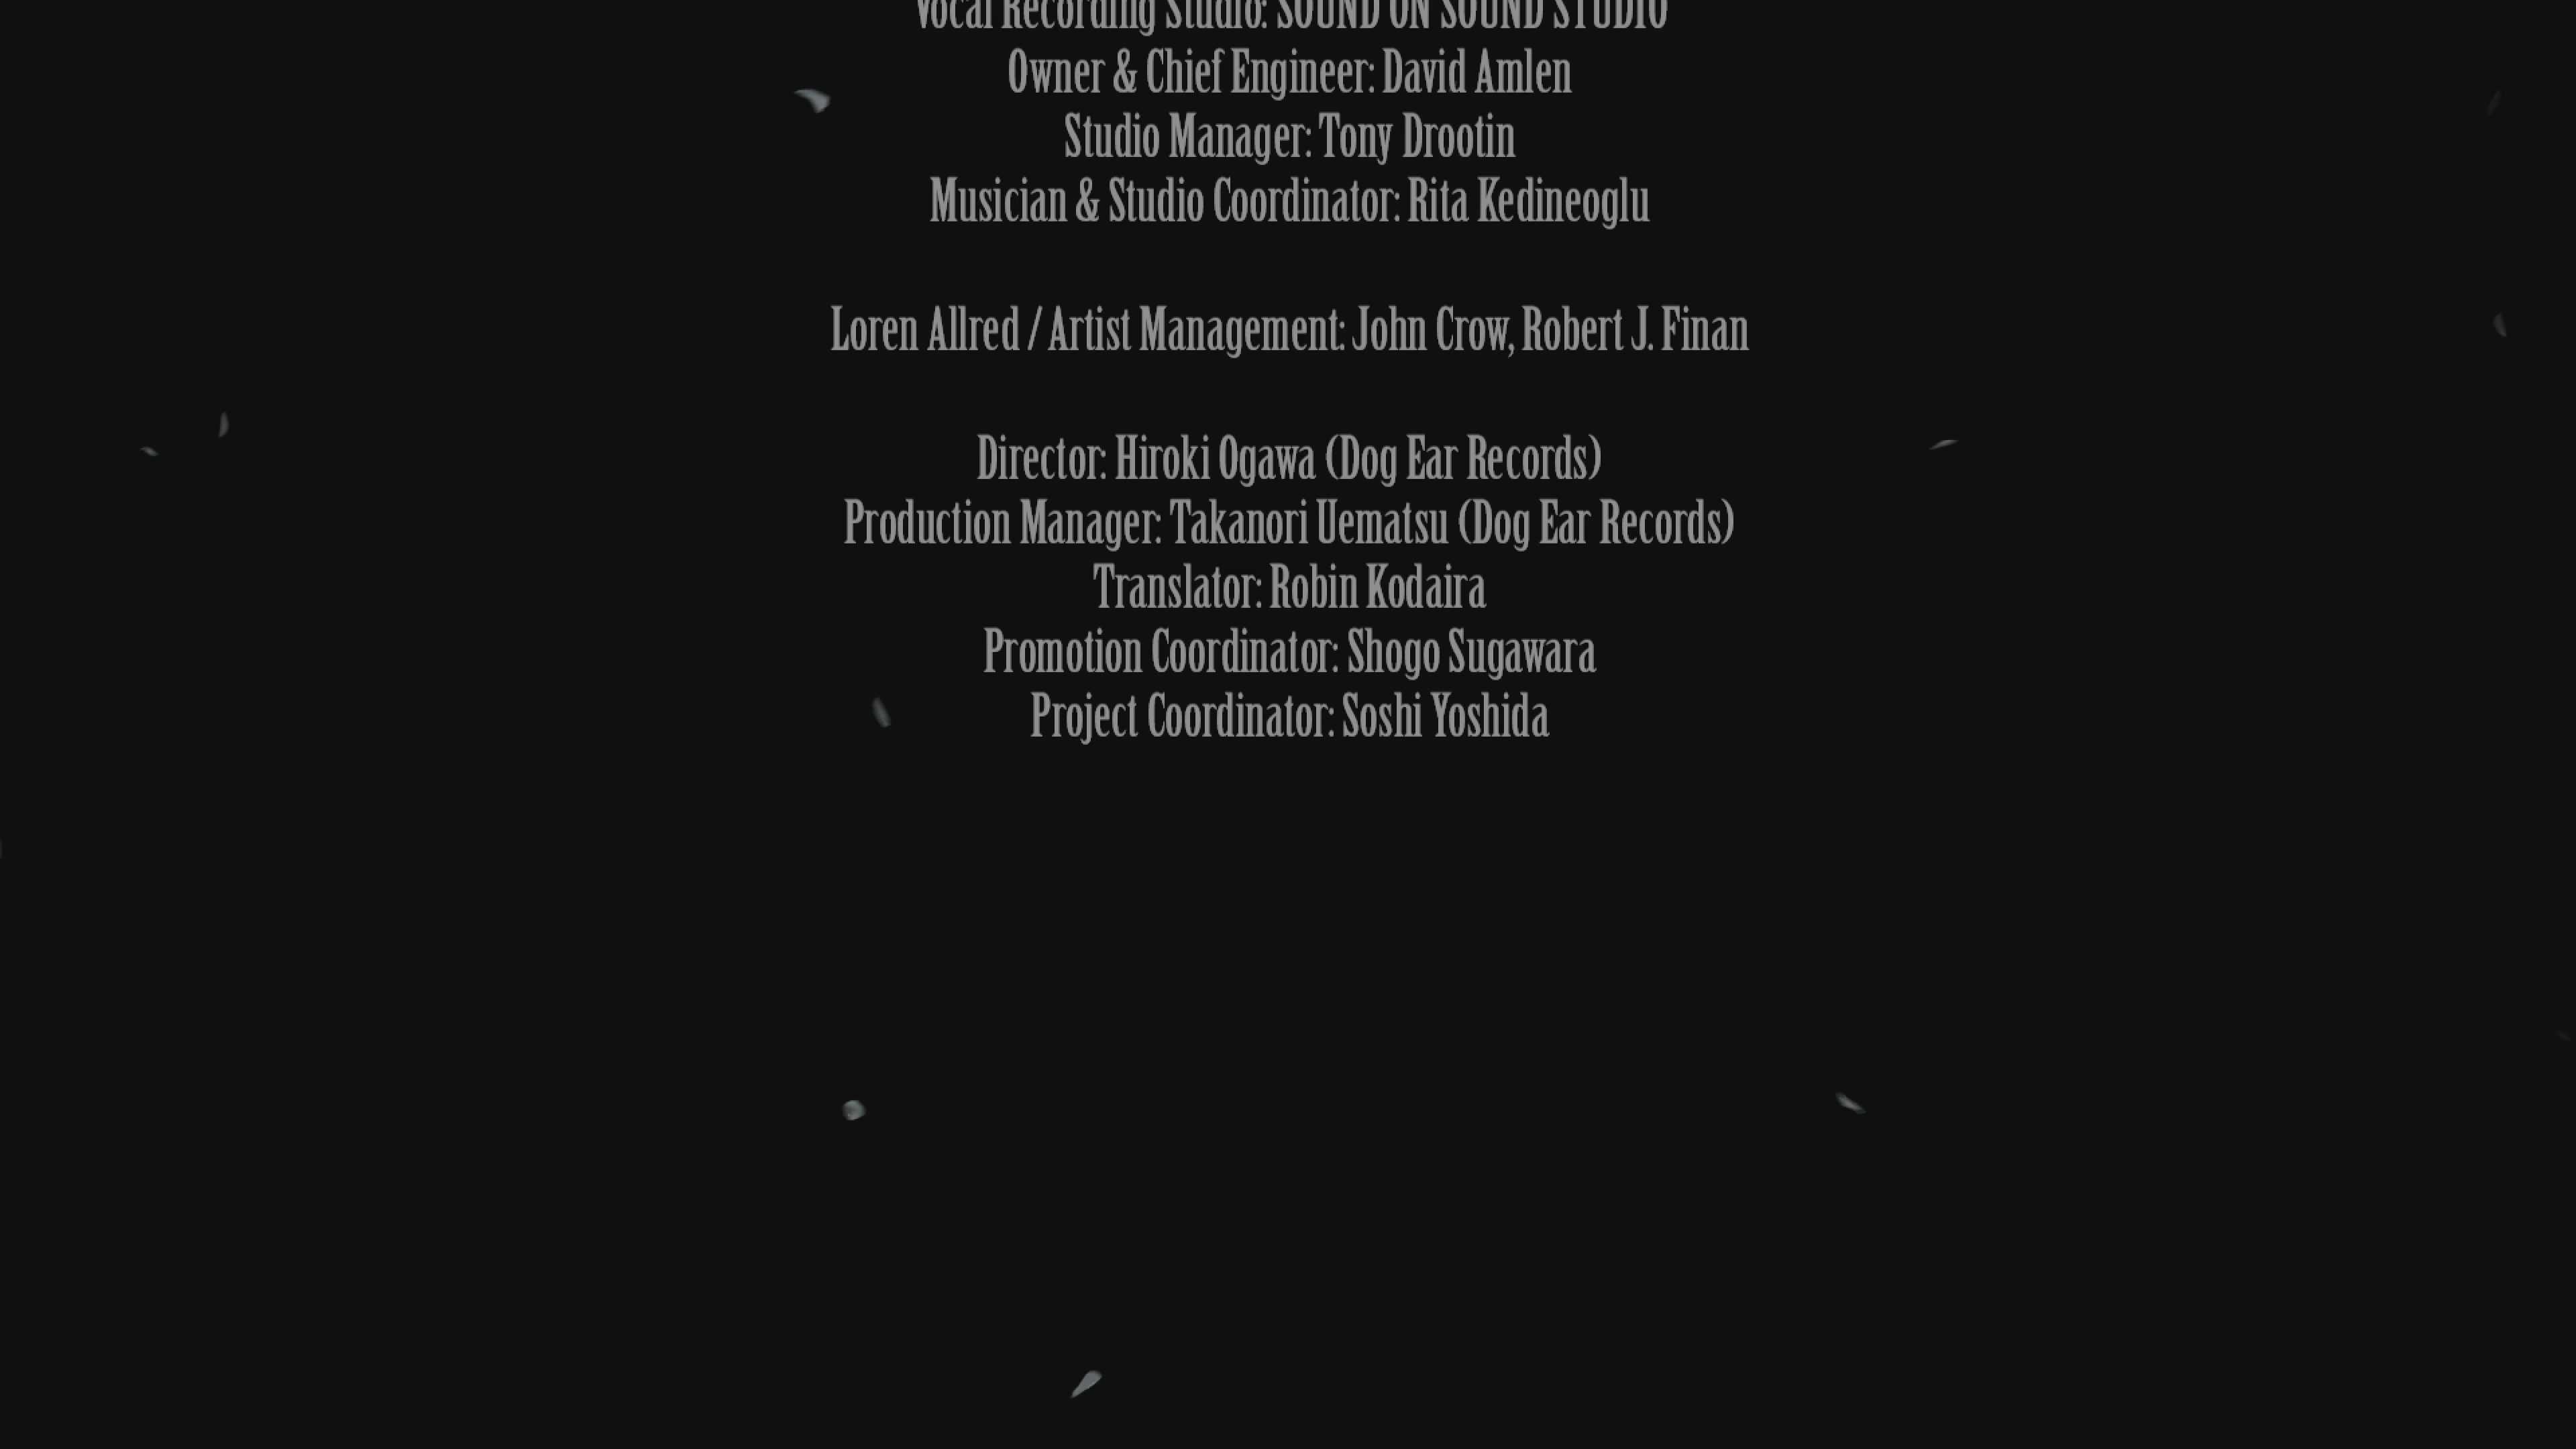 Vocal Recording Studio: SOUND ON SOUND STUDIO
Owner & Chief Engineer: David Amlen
Studio Manager: Tony Drootin
Musician & Studio Coordinator: Rita Kedineoglu
Loren Allred / Artist Management: John Crow, Robert J. Finan
Director: Hiroki Ogawa (Dog Ear Records)
Production Manager: Takanori Uematsu (Dog Ear Records)
Translator: Robin Kodaira
Promotion Coordinator: Shogo Sugawara
Project Coordinator: Soshi Yoshida